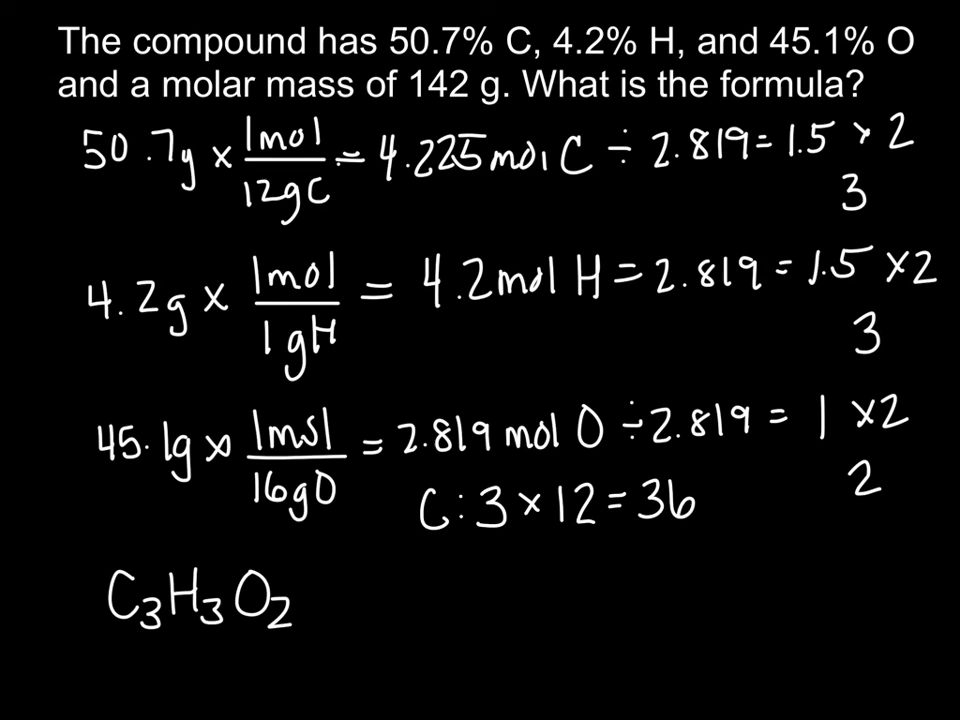 The compound has 50.7% C, 4.2% H, and 45.1% O
and a molar mass of 142 g. What is the formula?
50.7g x 1mol/12gC = 4.225 mol C ÷ 2.819 = 1.5 x 2
3
4.2g x 1mol/1gH = 4.2 mol H = 2.819 = 1.5 x2
3
45.1g x 1mol/16gO = 2.819 mol O ÷ 2.819 = 1 x2
2
C: 3 x 12 = 36
C₃H₃O₂